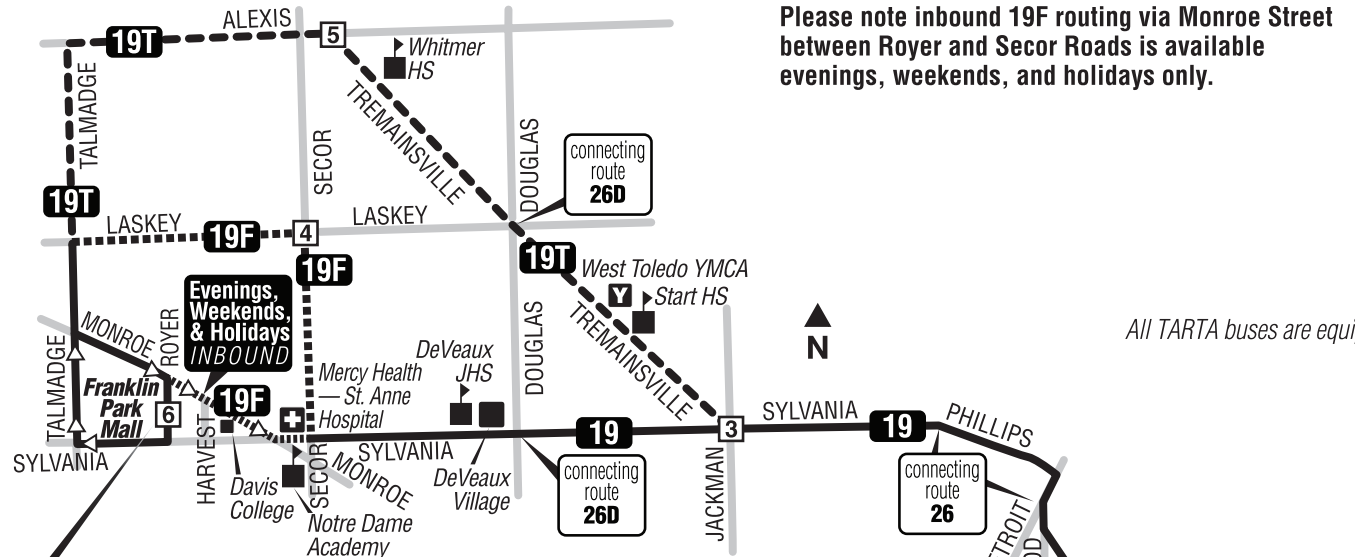 Please note inbound 19F routing via Monroe Street
between Royer and Secor Roads is available
evenings, weekends, and holidays only.
ALEXIS
19T
5
Whitmer
HS
TALMADGE
TREMAINSVILLE
SECOR
DOUGLAS
connecting
route
26D
19T
LASKEY
19F
4
LASKEY
19F
19T
West Toledo YMCA
Y
Start HS
Evenings,
Weekends,
& Holidays
INBOUND
MONROE
ROYER
TALMADGE
Franklin
Park
Mall
6
19F
Mercy Health
— St. Anne
Hospital
DeVeaux
JHS
DOUGLAS
TREMAINSVILLE
N
All TARTA buses are equi
SYLVANIA
HARVEST
Davis
College
SECOR
MONROE
Notre Dame
Academy
SYLVANIA
DeVeaux
Village
19
connecting
route
26D
3
JACKMAN
SYLVANIA
19
PHILLIPS
connecting
route
26
TROIT
OD